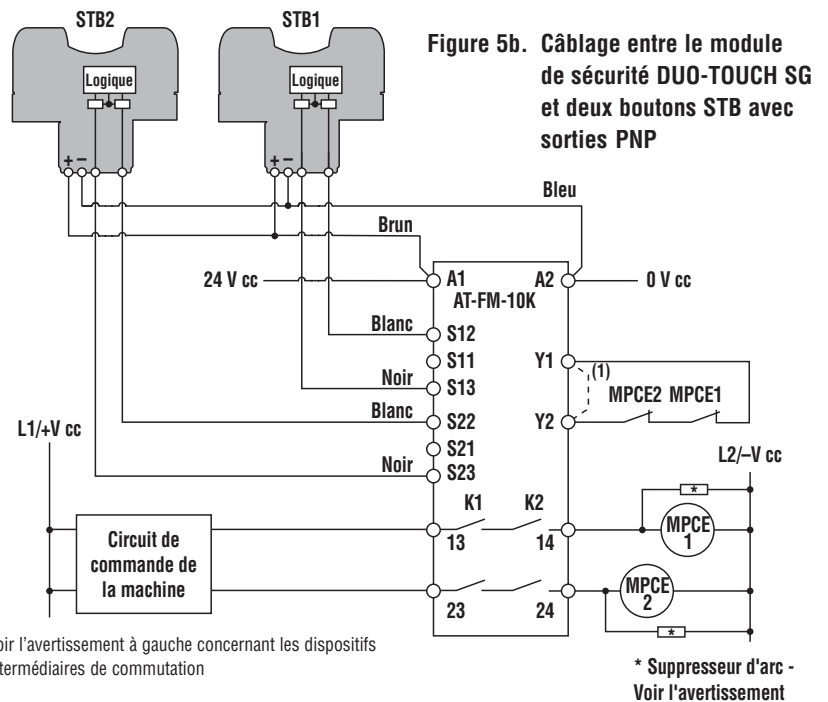 STB2
STB1
Figure 5b. Câblage entre le module
de sécurité DUO-TOUCH SG
et deux boutons STB avec
sorties PNP
Logique
Logique
+ –
+ –
Bleu
Brun
24 V cc
A1
A2
0 V cc
AT-FM-10K
Blanc
S12
S11
Y1
(1)
Noir
S13
MPCE2 MPCE1
Blanc
S22
Y2
L1/+V cc
S21
L2/–V cc
Noir
S23
K1
K2
*
Circuit de
commande de
la machine
13
14
MPCE
1
MPCE
2
23
24
*
oir l’avertissement à gauche concernant les dispositifs
ntermédiaires de commutation
* Suppresseur d'arc -
Voir l'avertissement